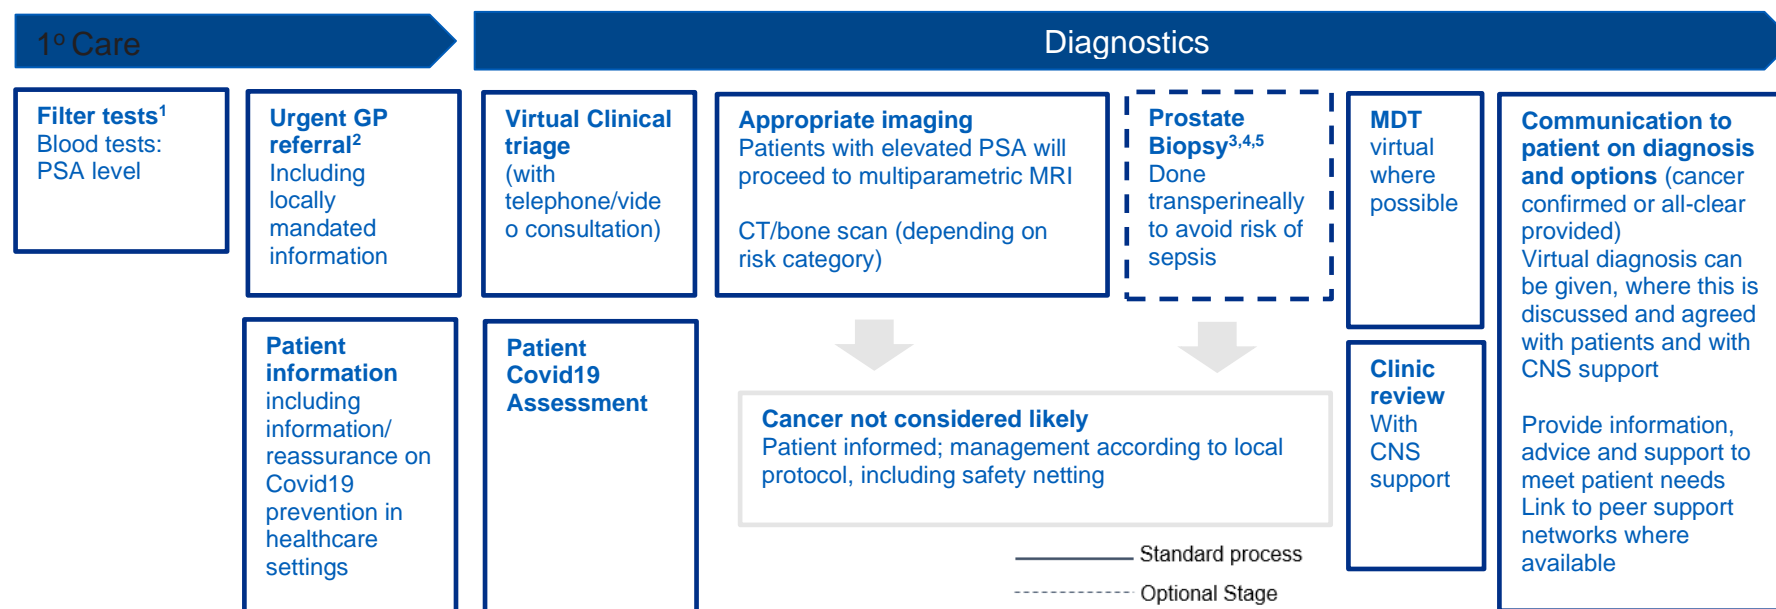 1º Care
Diagnostics
Filter tests¹
Blood tests:
PSA level
Urgent GP
referral²
Including
locally
mandated
information
Patient
information
including
information/
reassurance on
Covid19
prevention in
healthcare
settings
Virtual Clinical
triage
(with
telephone/vide
o consultation)
Patient
Covid19
Assessment
Appropriate imaging
Patients with elevated PSA will
proceed to multiparametric MRI
CT/bone scan (depending on
risk category)
Prostate
Biopsy³,⁴,⁵
Done
transperineally
to avoid risk of
sepsis
Cancer not considered likely
Patient informed; management according to local
protocol, including safety netting
MDT
virtual
where
possible
Clinic
review
With
CNS
support
Communication to
patient on diagnosis
and options (cancer
confirmed or all-clear
provided)
Virtual diagnosis can
be given, where this is
discussed and agreed
with patients and with
CNS support
Provide information,
advice and support to
meet patient needs
Link to peer support
networks where
available
Standard process
Optional Stage